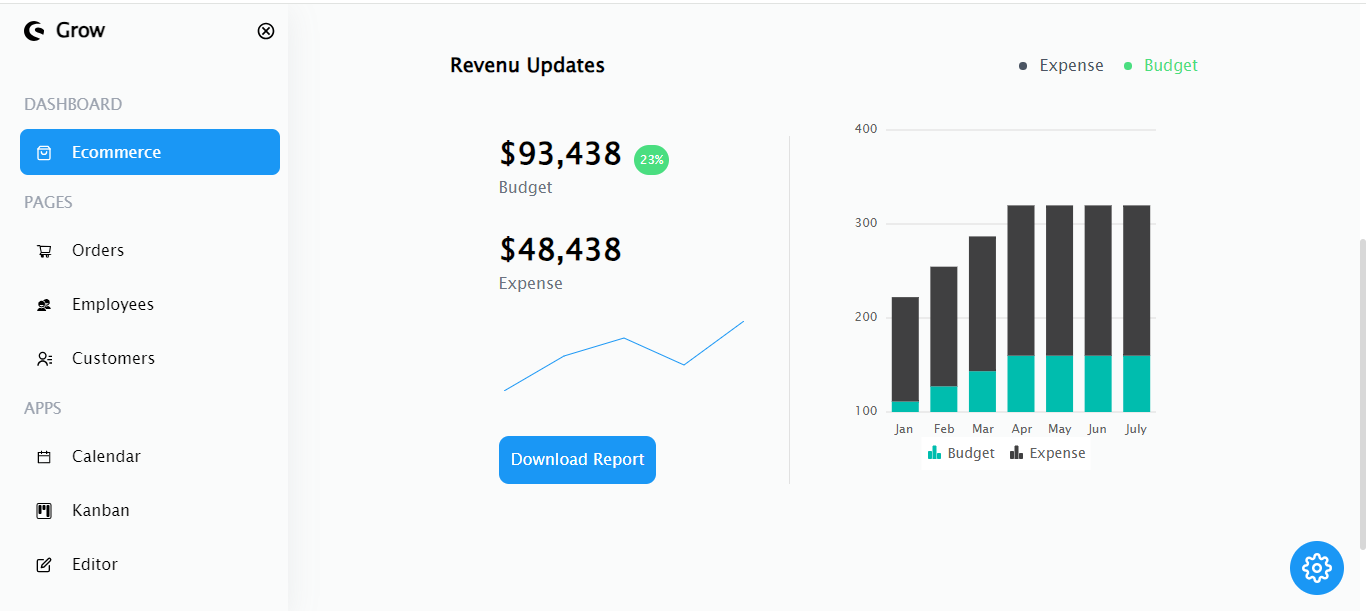 Grow
DASHBOARD
Ecommerce
PAGES
Orders
Employees
Customers
APPS
Calendar
Kanban
Editor
Revenu Updates
Expense Budget
$93,438 23%
Budget
$48,438
Expense
Download Report
400
300
200
100
Jan Feb Mar Apr May Jun July
Budget Expense